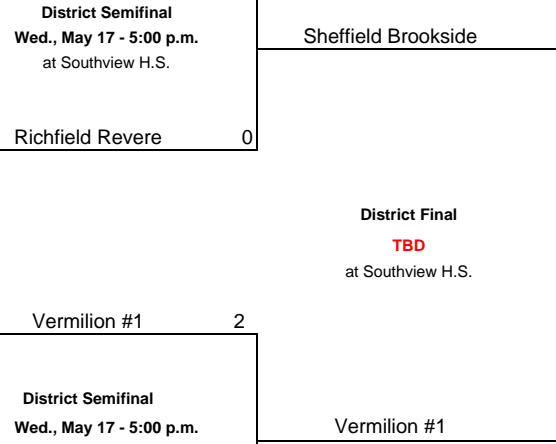 District Semifinal
Wed., May 17 - 5:00 p.m.
Sheffield Brookside
at Southview H.S.
Richfield Revere 0
District Final
TBD
at Southview H.S.
Vermilion #1 2
District Semifinal
Wed., May 17 - 5:00 p.m.
Vermilion #1